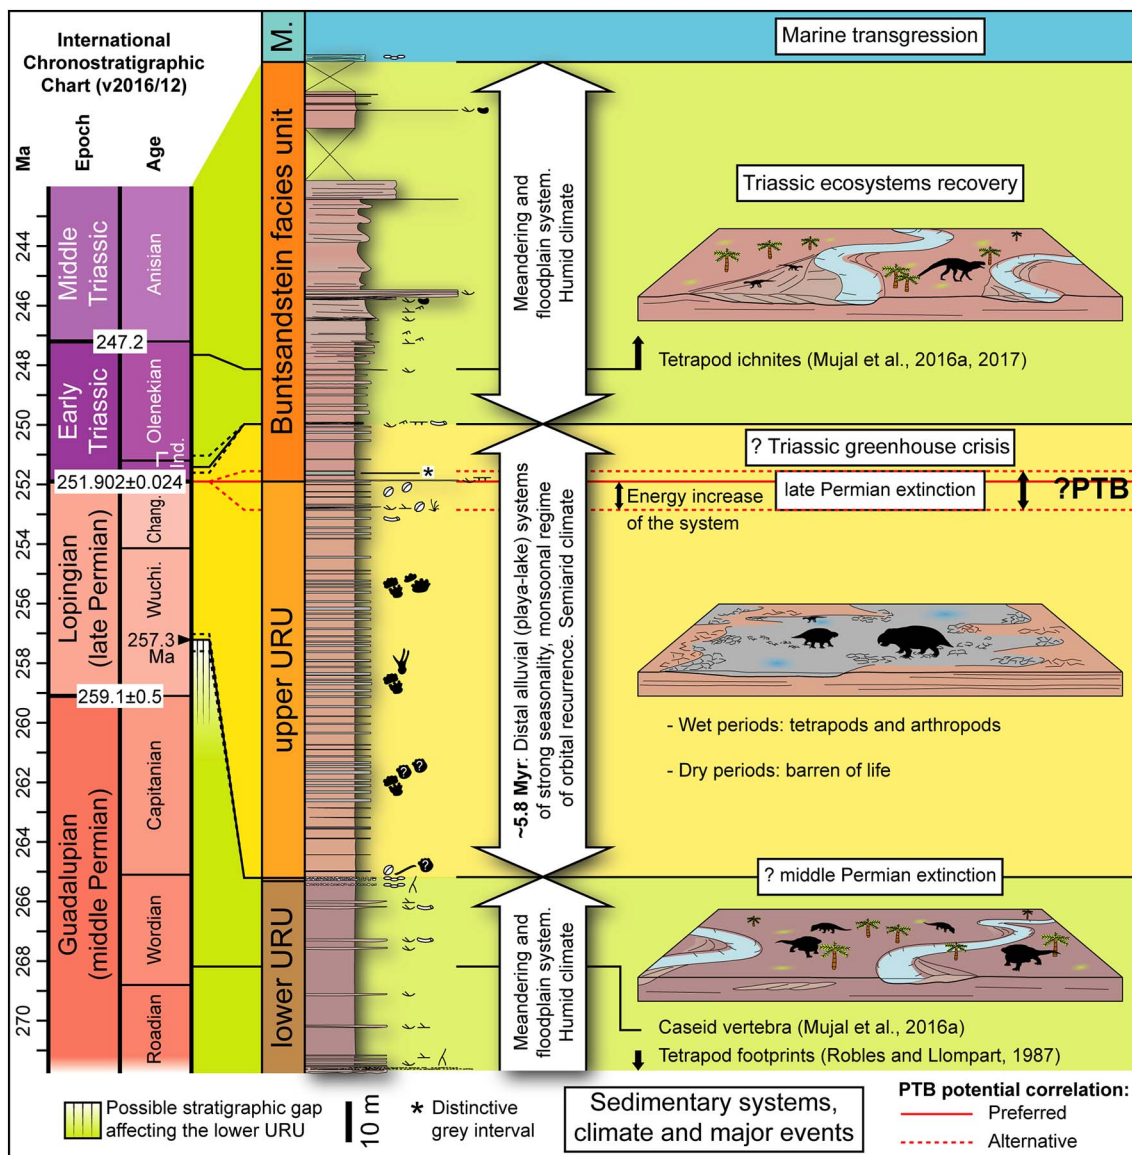 International
Chronostratigraphic
Chart (v2016/12)
Ma
Epoch
Age
244
246
248
250
252
254
256
258
260
262
264
266
268
270
Middle
Triassic
Anisian
247.2
Early
Triassic
Olenekian
Ind.
251.902±0.024
Lopingian
(late Permian)
Chang.
Wuchi.
257.3
Ma
259.1±0.5
Guadalupian
(middle Permian)
Capitanian
Wordian
Roadian
M.
Buntsandstein facies unit
upper URU
lower URU
*
?
?
?
Meandering and
floodplain system.
Humid climate
~5.8 Myr: Distal alluvial (playa-lake) systems
of strong seasonality, monsoonal regime
of orbital recurrence. Semiarid climate
Meandering and
floodplain system.
Humid climate
Marine transgression
Triassic ecosystems recovery
Tetrapod ichnites (Mujal et al., 2016a, 2017)
? Triassic greenhouse crisis
late Permian extinction
?PTB
Energy increase
of the system
- Wet periods: tetrapods and arthropods
- Dry periods: barren of life
? middle Permian extinction
Caseid vertebra (Mujal et al., 2016a)
Tetrapod footprints (Robles and Llompart, 1987)
Possible stratigraphic gap
affecting the lower URU
10 m
* Distinctive
grey interval
Sedimentary systems,
climate and major events
PTB potential correlation:
Preferred
Alternative